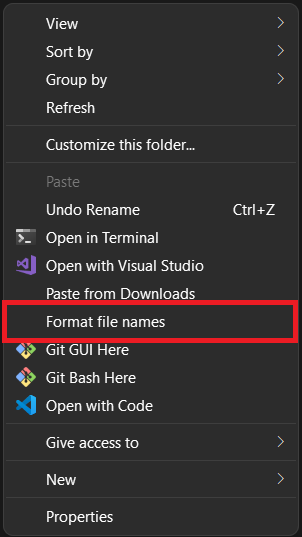 View
Sort by
Group by
Refresh
Customize this folder...
Paste
Undo Rename Ctrl+Z
Open in Terminal
Open with Visual Studio
Paste from Downloads
Format file names
Git GUI Here
Git Bash Here
Open with Code
Give access to
New
Properties